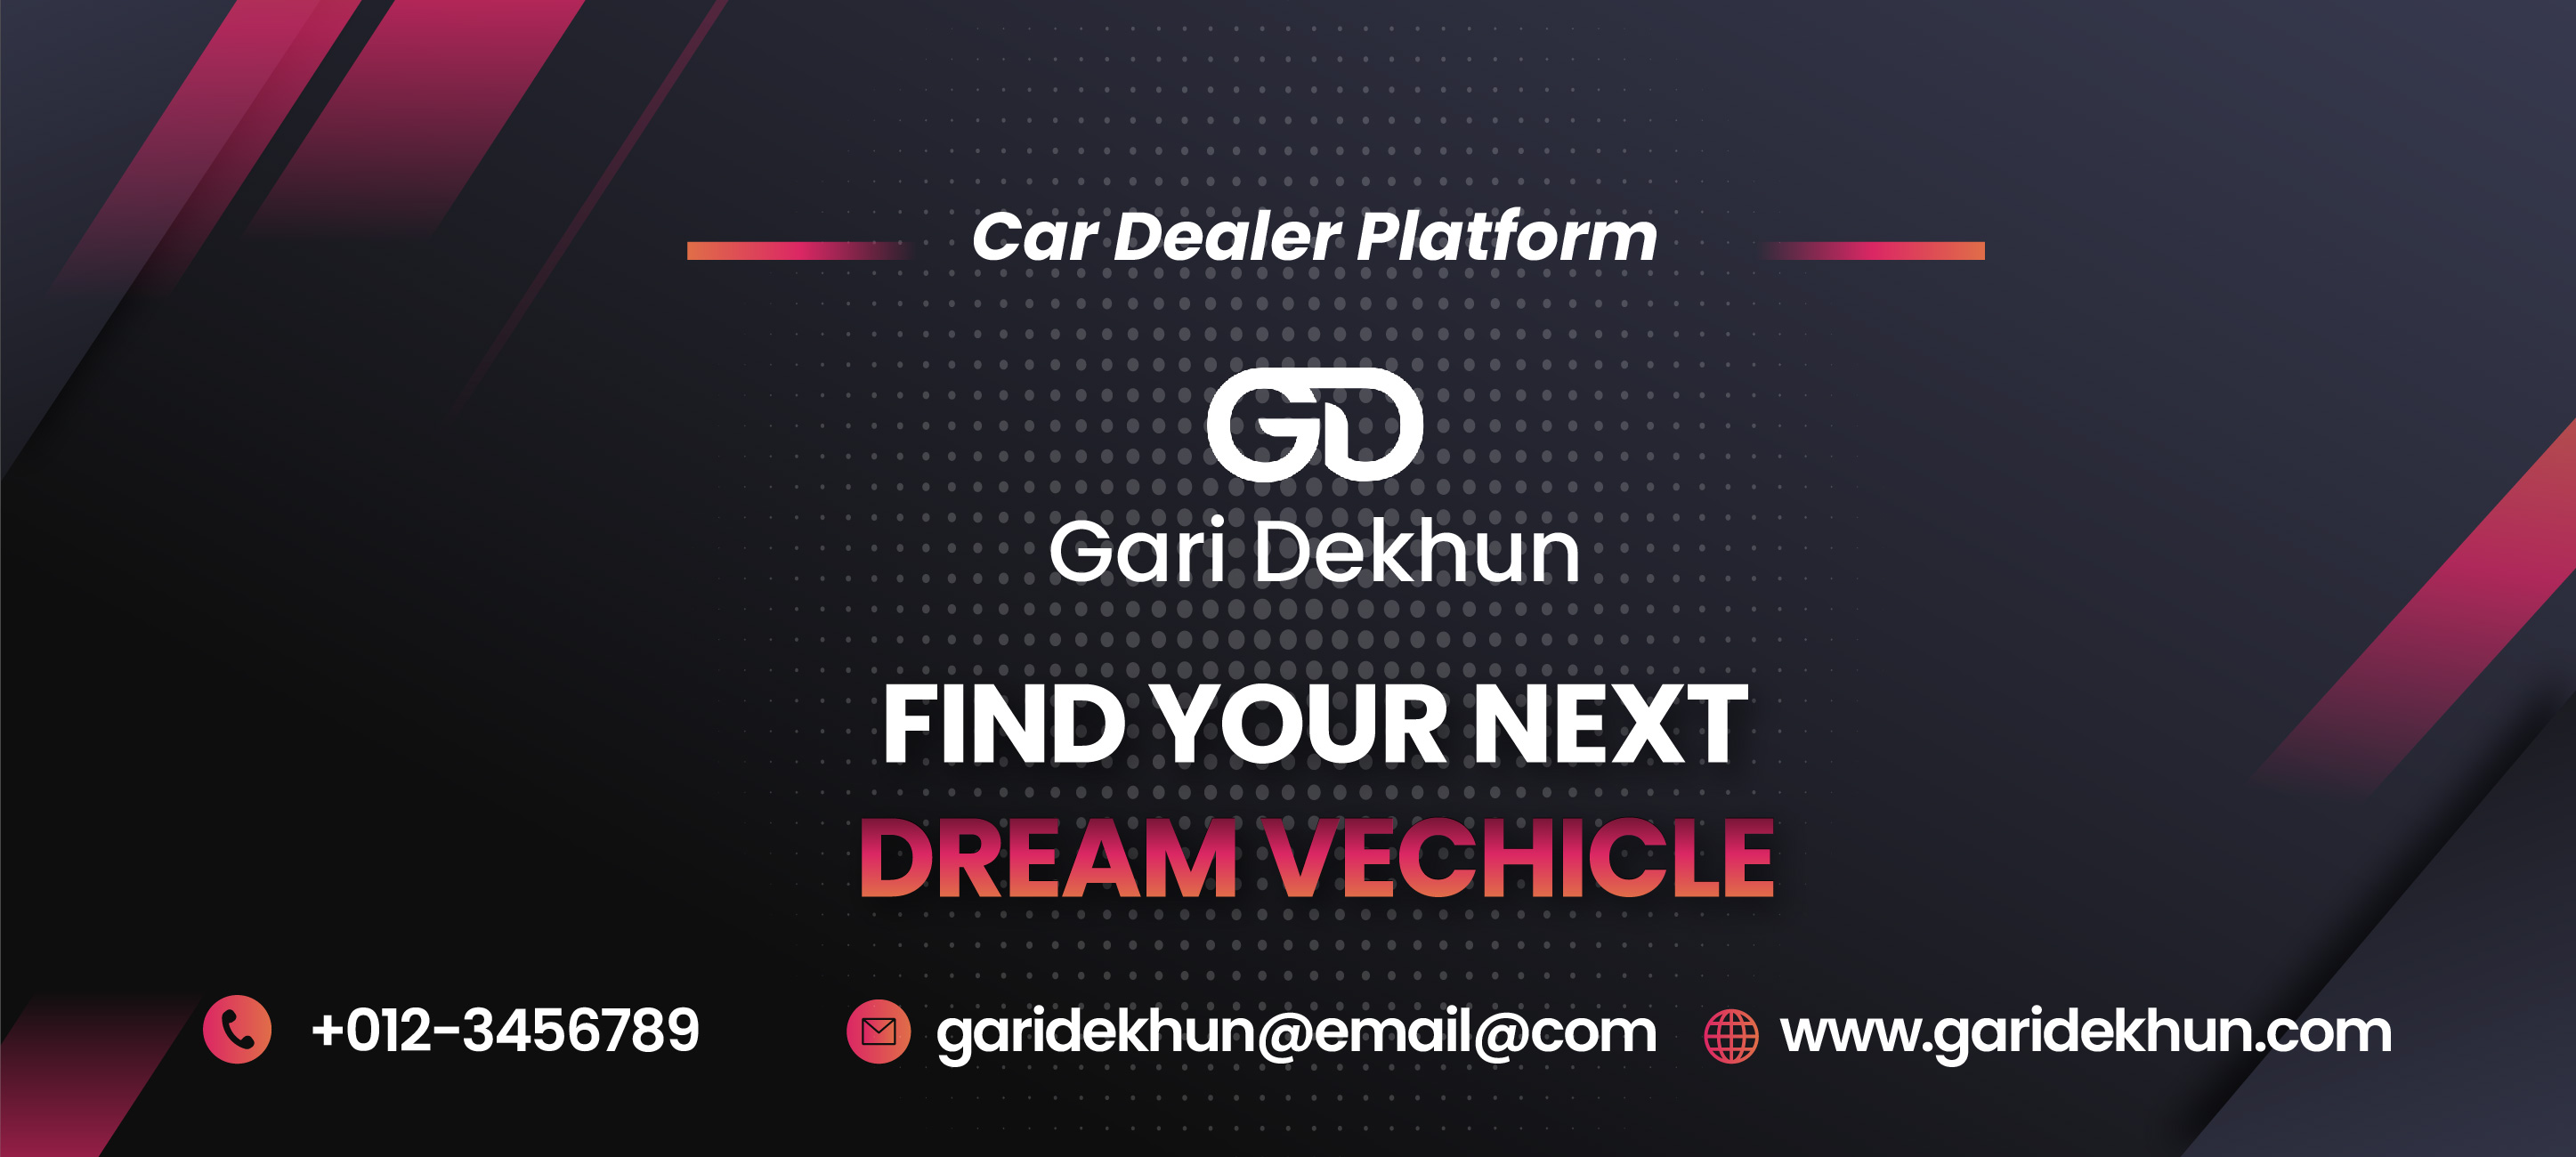 Car Dealer Platform
GD
Gari Dekhun
FIND YOUR NEXT
DREAM VECHICLE
+012-3456789
garidekhun@email@com
www.garidekhun.com